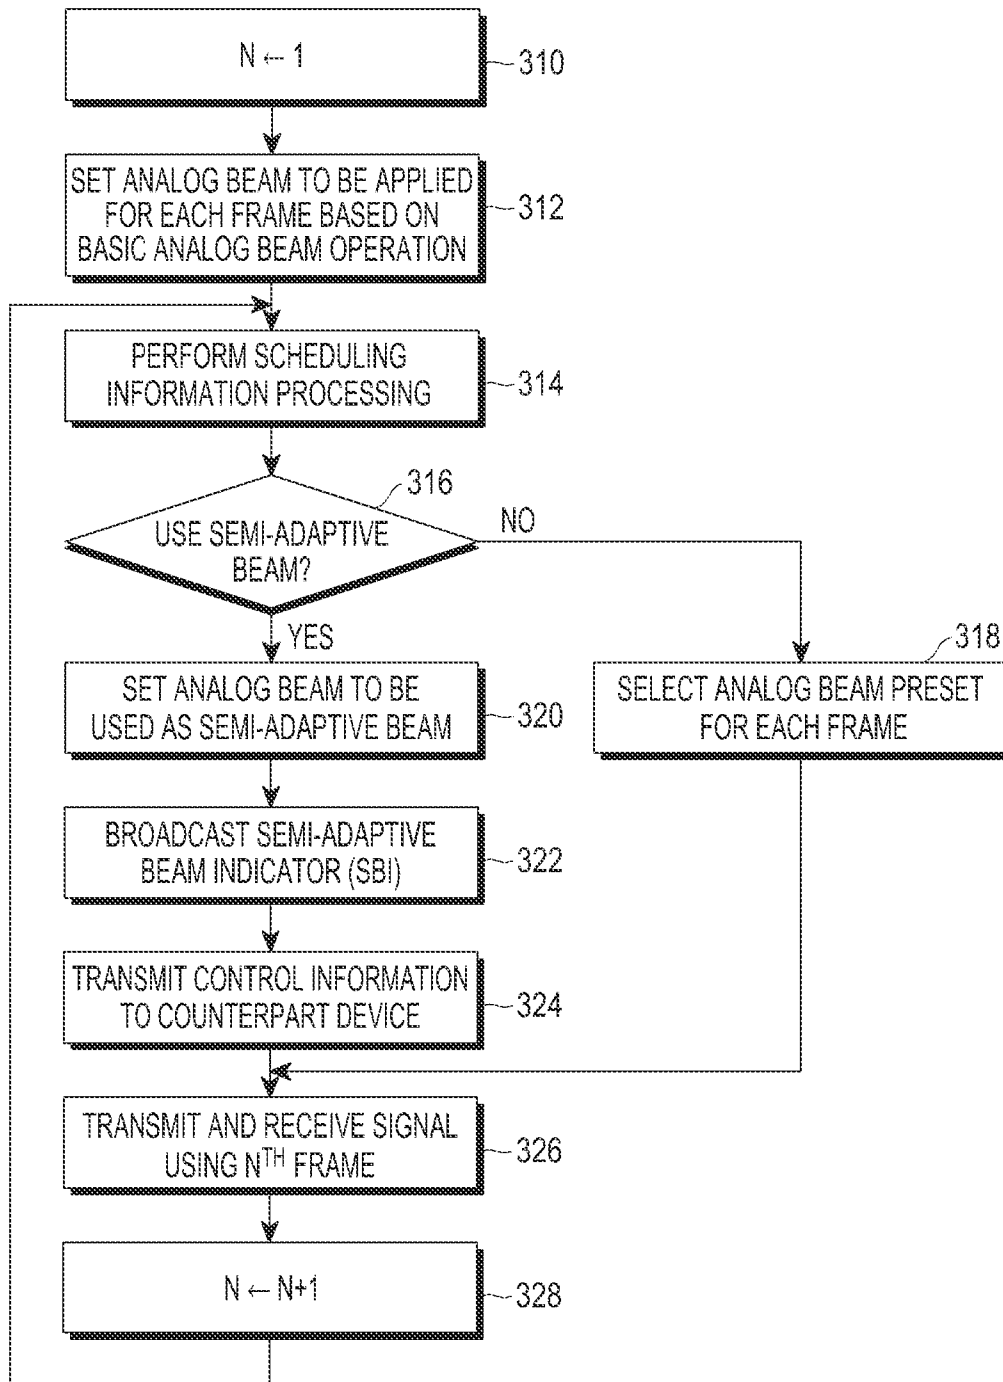 N ← 1
310
SET ANALOG BEAM TO BE APPLIED
FOR EACH FRAME BASED ON
BASIC ANALOG BEAM OPERATION
312
PERFORM SCHEDULING
INFORMATION PROCESSING
314
316
USE SEMI-ADAPTIVE
BEAM?
NO
YES
318
SELECT ANALOG BEAM PRESET
FOR EACH FRAME
SET ANALOG BEAM TO BE
USED AS SEMI-ADAPTIVE BEAM
320
BROADCAST SEMI-ADAPTIVE
BEAM INDICATOR (SBI)
322
TRANSMIT CONTROL INFORMATION
TO COUNTERPART DEVICE
324
TRANSMIT AND RECEIVE SIGNAL
USING NTH FRAME
326
N ← N+1
328